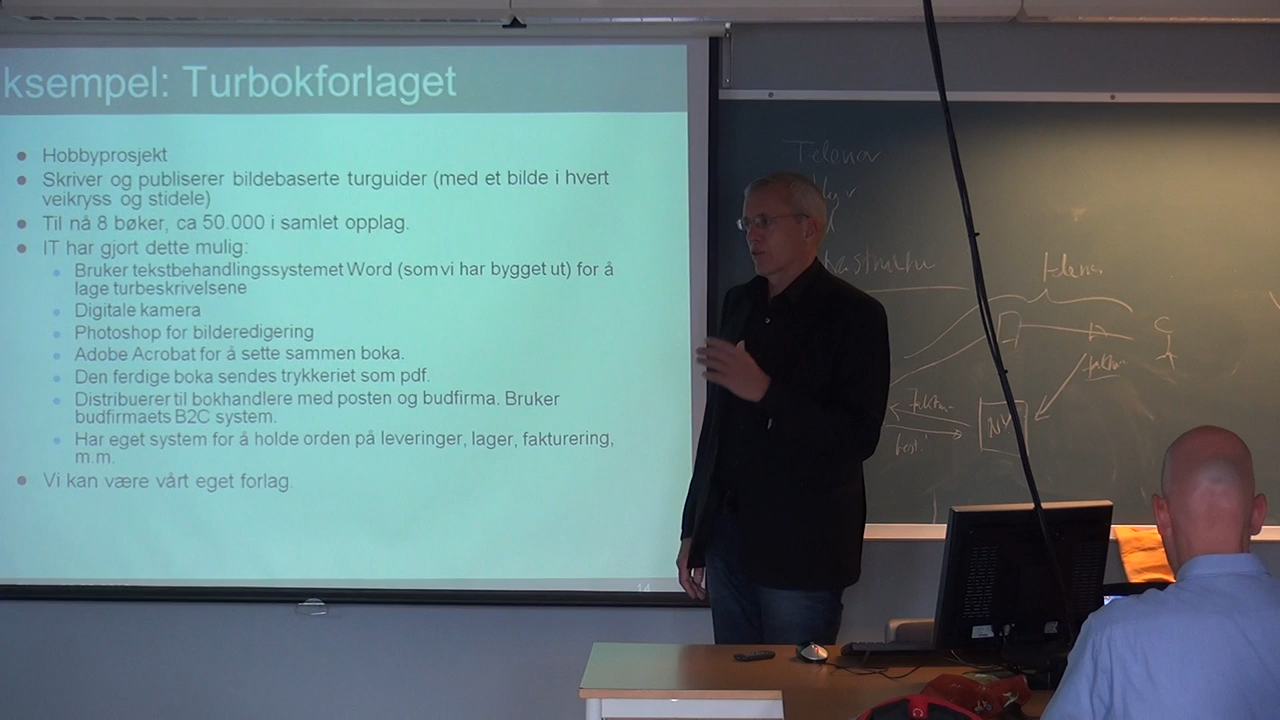 ksempel: Turbokforlaget
Hobbyprosjekt
Skriver og publiserer bildebaserte turguider (med et bilde i hvert
veikryss og stidele)
Til nå 8 bøker, ca 50.000 i samlet opplag.
IT har gjort dette mulig:
Bruker tekstbehandlingssystemet Word (som vi har bygget ut) for å
lage turbeskrivelsene
Digitale kamera
Photoshop for bilderedigering
Adobe Acrobat for å sette sammen boka.
Den ferdige boka sendes trykkeriet som pdf.
Distribuerer til bokhandlere med posten og budfirma. Bruker
budfirmaets B2C system.
Har eget system for å holde orden på leveringer, lager, fakturering,
m.m.
Vi kan være vårt eget forlag.
14
Telenor
C